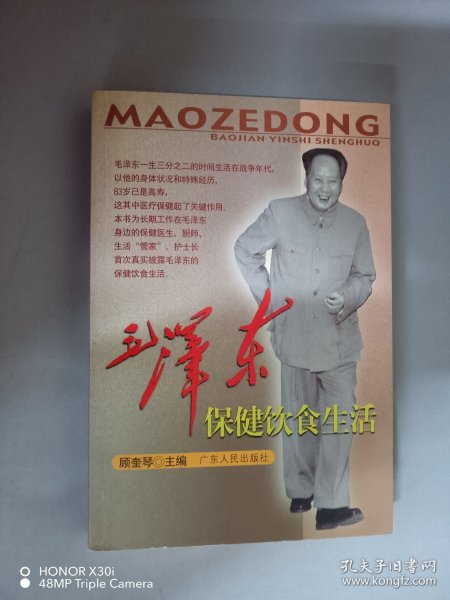 MAOZEDONG
BAOJIAN YINSHI SHENGHUO
毛泽东一生三分之二的时间生活在战争年代,
以他的身体状况和特殊经历,
83岁已是高寿,
这其中医疗保健起了关键作用。
本书为长期工作在毛泽东
身边的保健医生、厨师、
生活“管家”、护士长
首次真实披露毛泽东的
保健饮食生活。
毛泽东
保健饮食生活
顾奎琴◎主编 广东人民出版社
HONOR X30i
48MP Triple Camera
孔夫子旧书网
www.kongfz.com